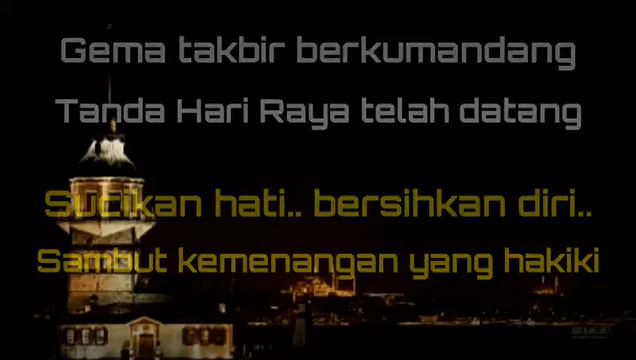 Gema takbir berkumandang
Tanda Hari Raya telah datang
Sucikan hati.. bersihkan diri..
Sambut kemenangan yang hakiki